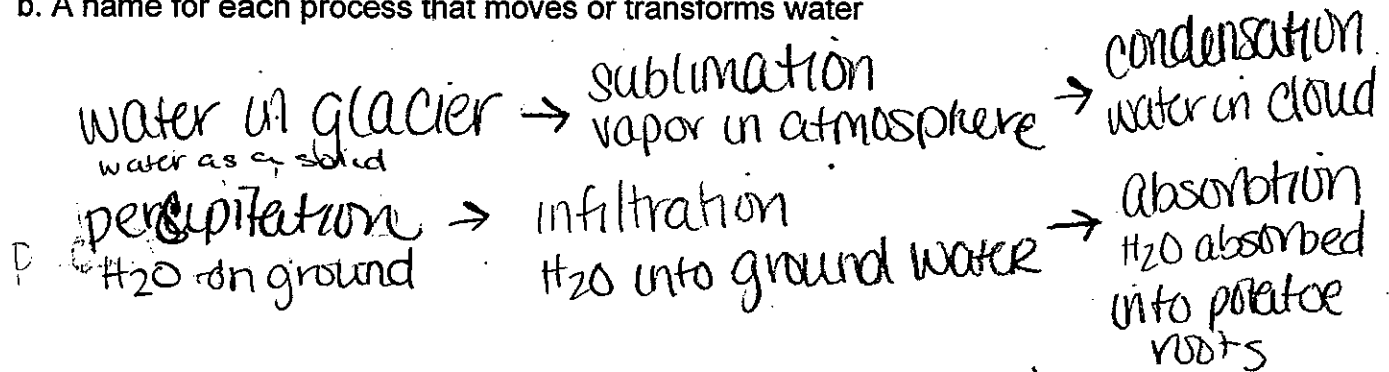 b. A name for each process that moves or transforms water
water in glacier → sublimation → condensation
water as a solid vapor in atmosphere water in cloud
percipitation → infiltration → absorbtion
H2O on ground H2O into ground water H2O absorbed
into potatoe
roots